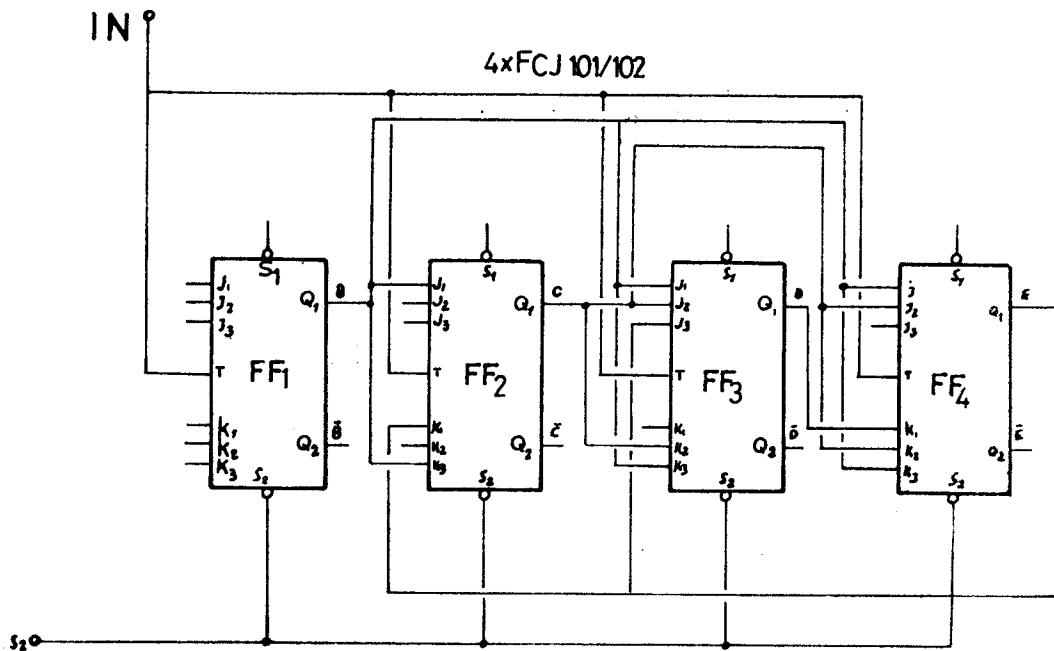 IN
4xFCJ 101/102
S1
J1
J2
J3
Q1
B
T
FF1
K1
K2
K3
Q2
B̄
S2
S1
J1
J2
J3
Q1
C
T
FF2
K1
K2
K3
Q2
C̄
S2
S1
J1
J2
J3
Q1
D
T
FF3
K1
K2
K3
Q2
D̄
S2
S1
J
J2
J3
Q1
E
T
FF4
K1
K2
K3
Q2
Ē
S2
S2